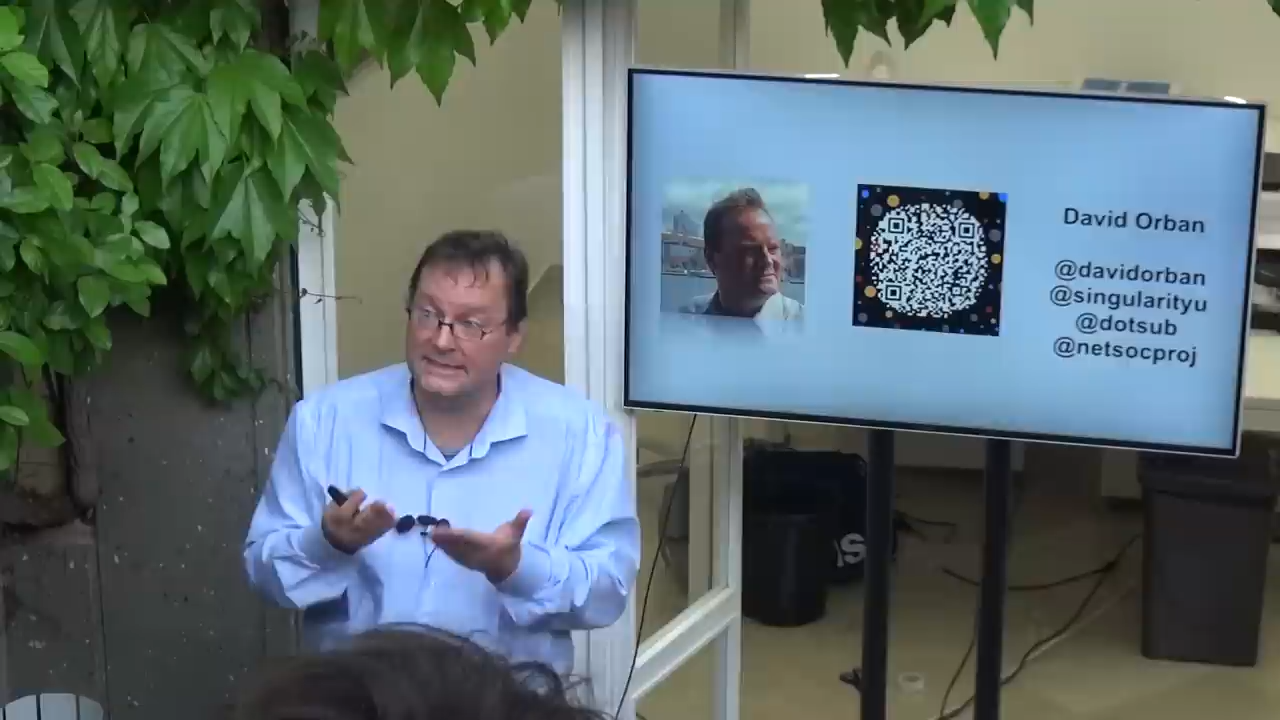 David Orban
@davidorban
@singularityu
@dotsub
@netsocproj